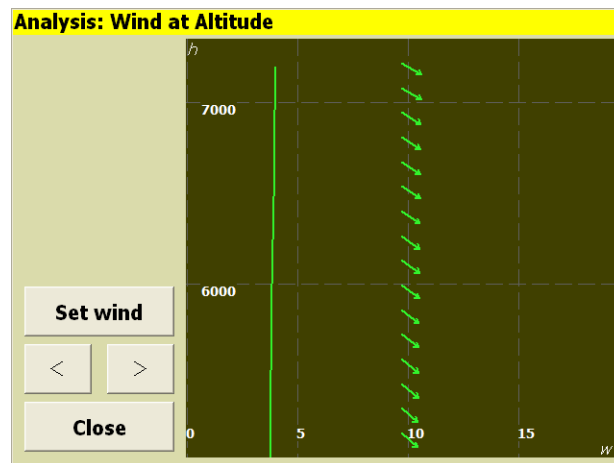 Analysis: Wind at Altitude
h
7000
6000
Set wind
< >
Close
0 5 10 15
w